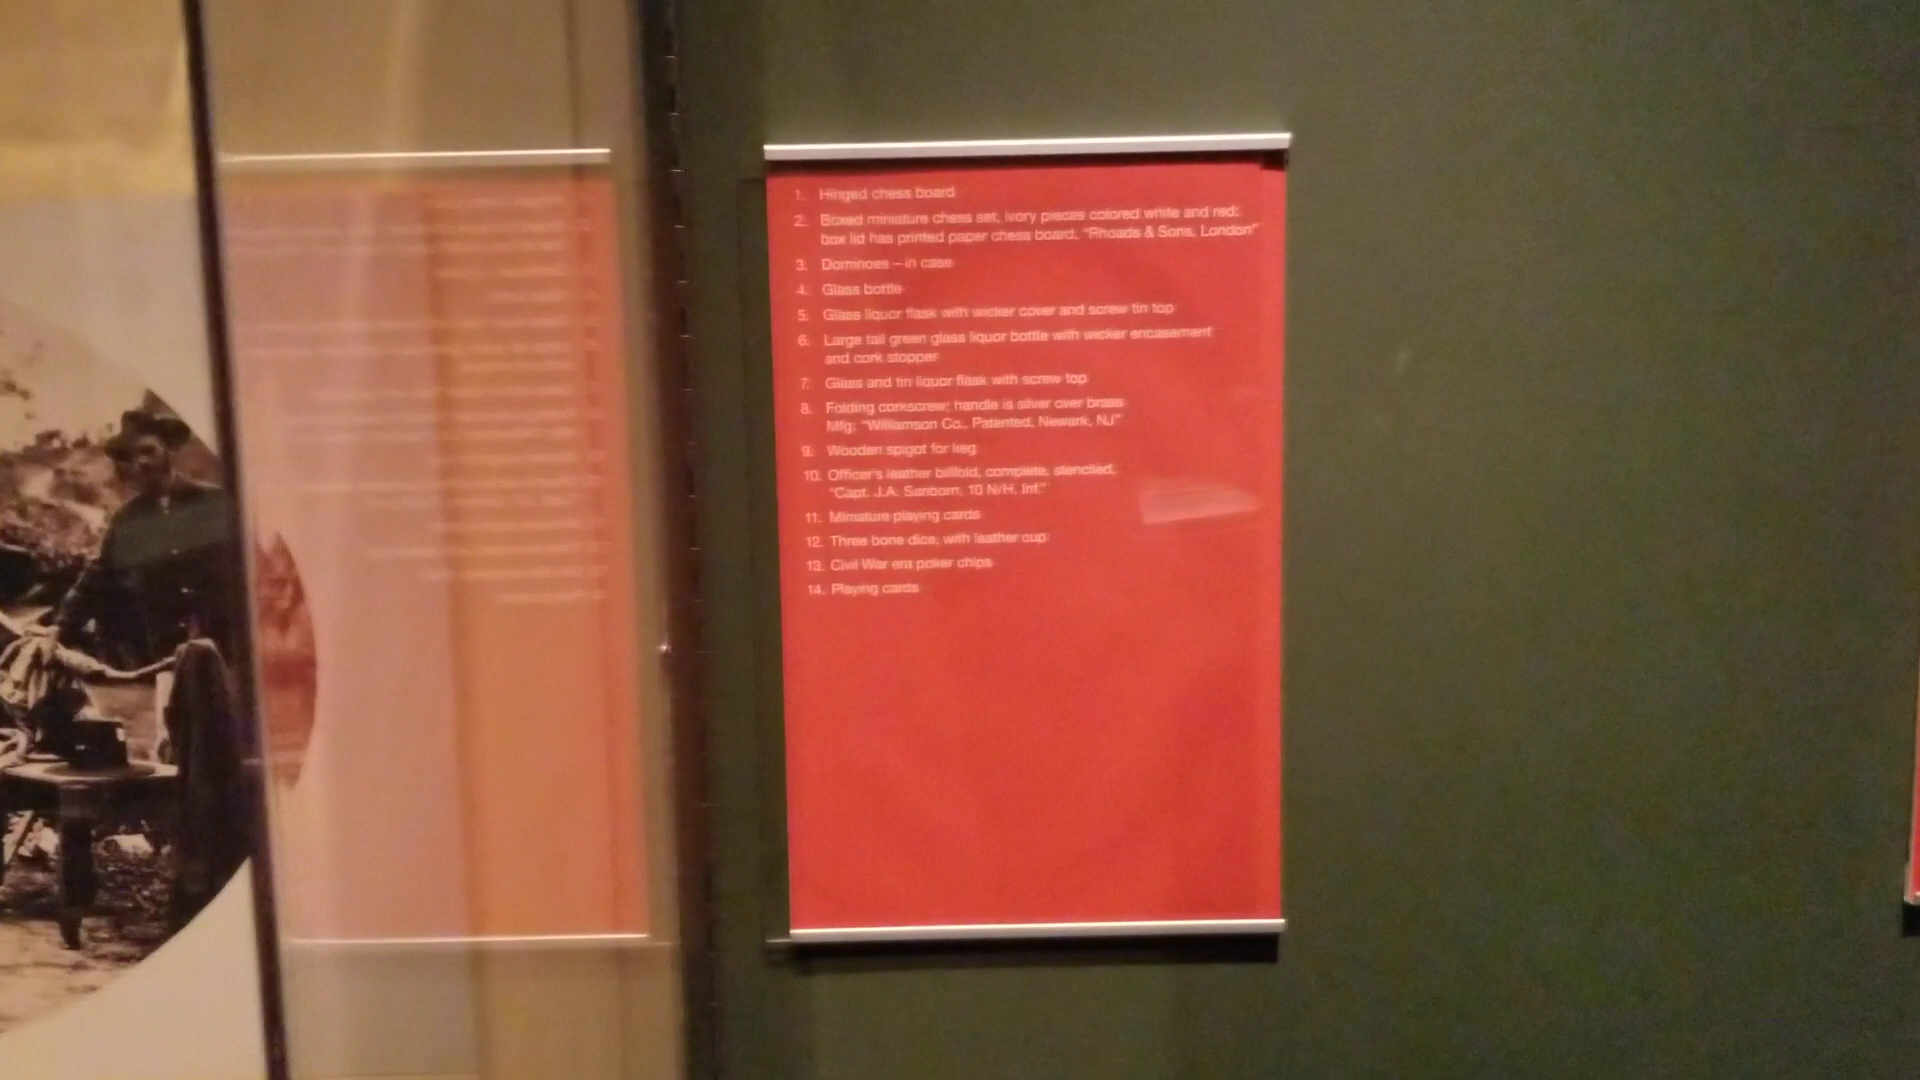 1. Hinged chess board
2. Boxed miniature chess set, ivory pieces colored white and red;
box lid has printed paper chess board, "Rhoads & Sons, London"
3. Dominoes – in case
4. Glass bottle
5. Glass liquor flask with wicker cover and screw tin top
6. Large tall green glass liquor bottle with wicker encasement
and cork stopper
7. Glass and tin liquor flask with screw top
8. Folding corkscrew; handle is silver over brass
Mfg: "Williamson Co., Patented; Newark, NJ"
9. Wooden spigot for keg
10. Officer's leather billfold, complete, stenciled,
"Capt. J.A. Sanborn, 10 N/H. Inf."
11. Miniature playing cards
12. Three bone dice, with leather cup
13. Civil War era poker chips
14. Playing cards